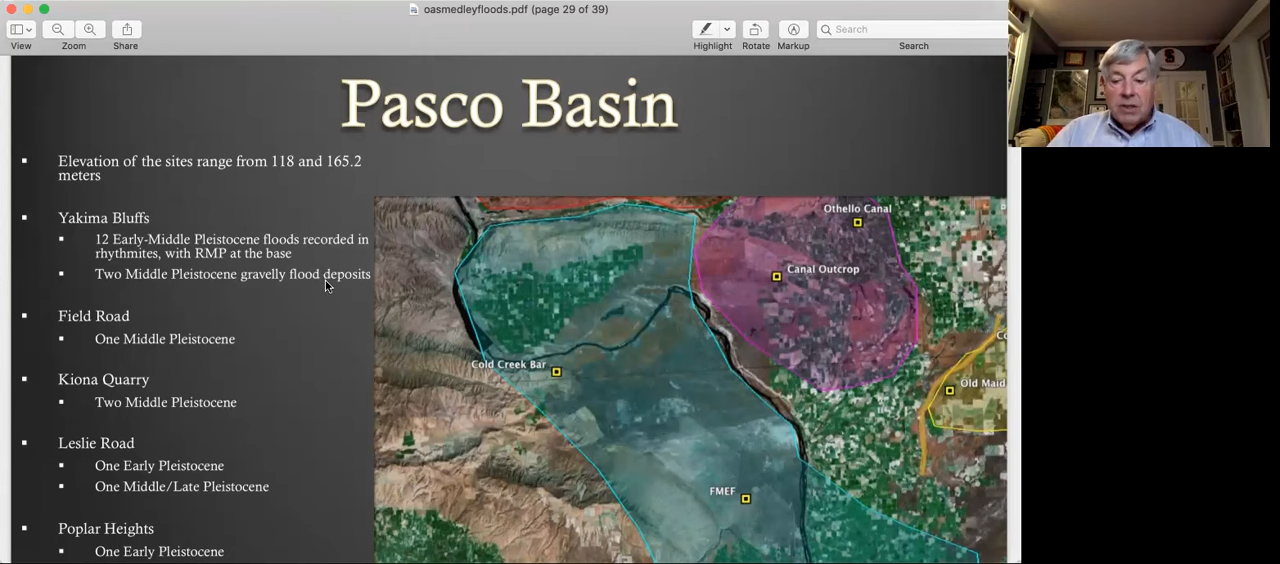 oasmedleyfloods.pdf (page 29 of 39)
View
Zoom
Share
Highlight
Rotate
Markup
Search
Search
Pasco Basin
Elevation of the sites range from 118 and 165.2
meters
Yakima Bluffs
12 Early-Middle Pleistocene floods recorded in
rhythmites, with RMP at the base
Two Middle Pleistocene gravelly flood deposits
Field Road
One Middle Pleistocene
Kiona Quarry
Two Middle Pleistocene
Leslie Road
One Early Pleistocene
One Middle/Late Pleistocene
Poplar Heights
One Early Pleistocene
Othello Canal
Canal Outcrop
Cold Creek Bar
Old Maid
FMEF